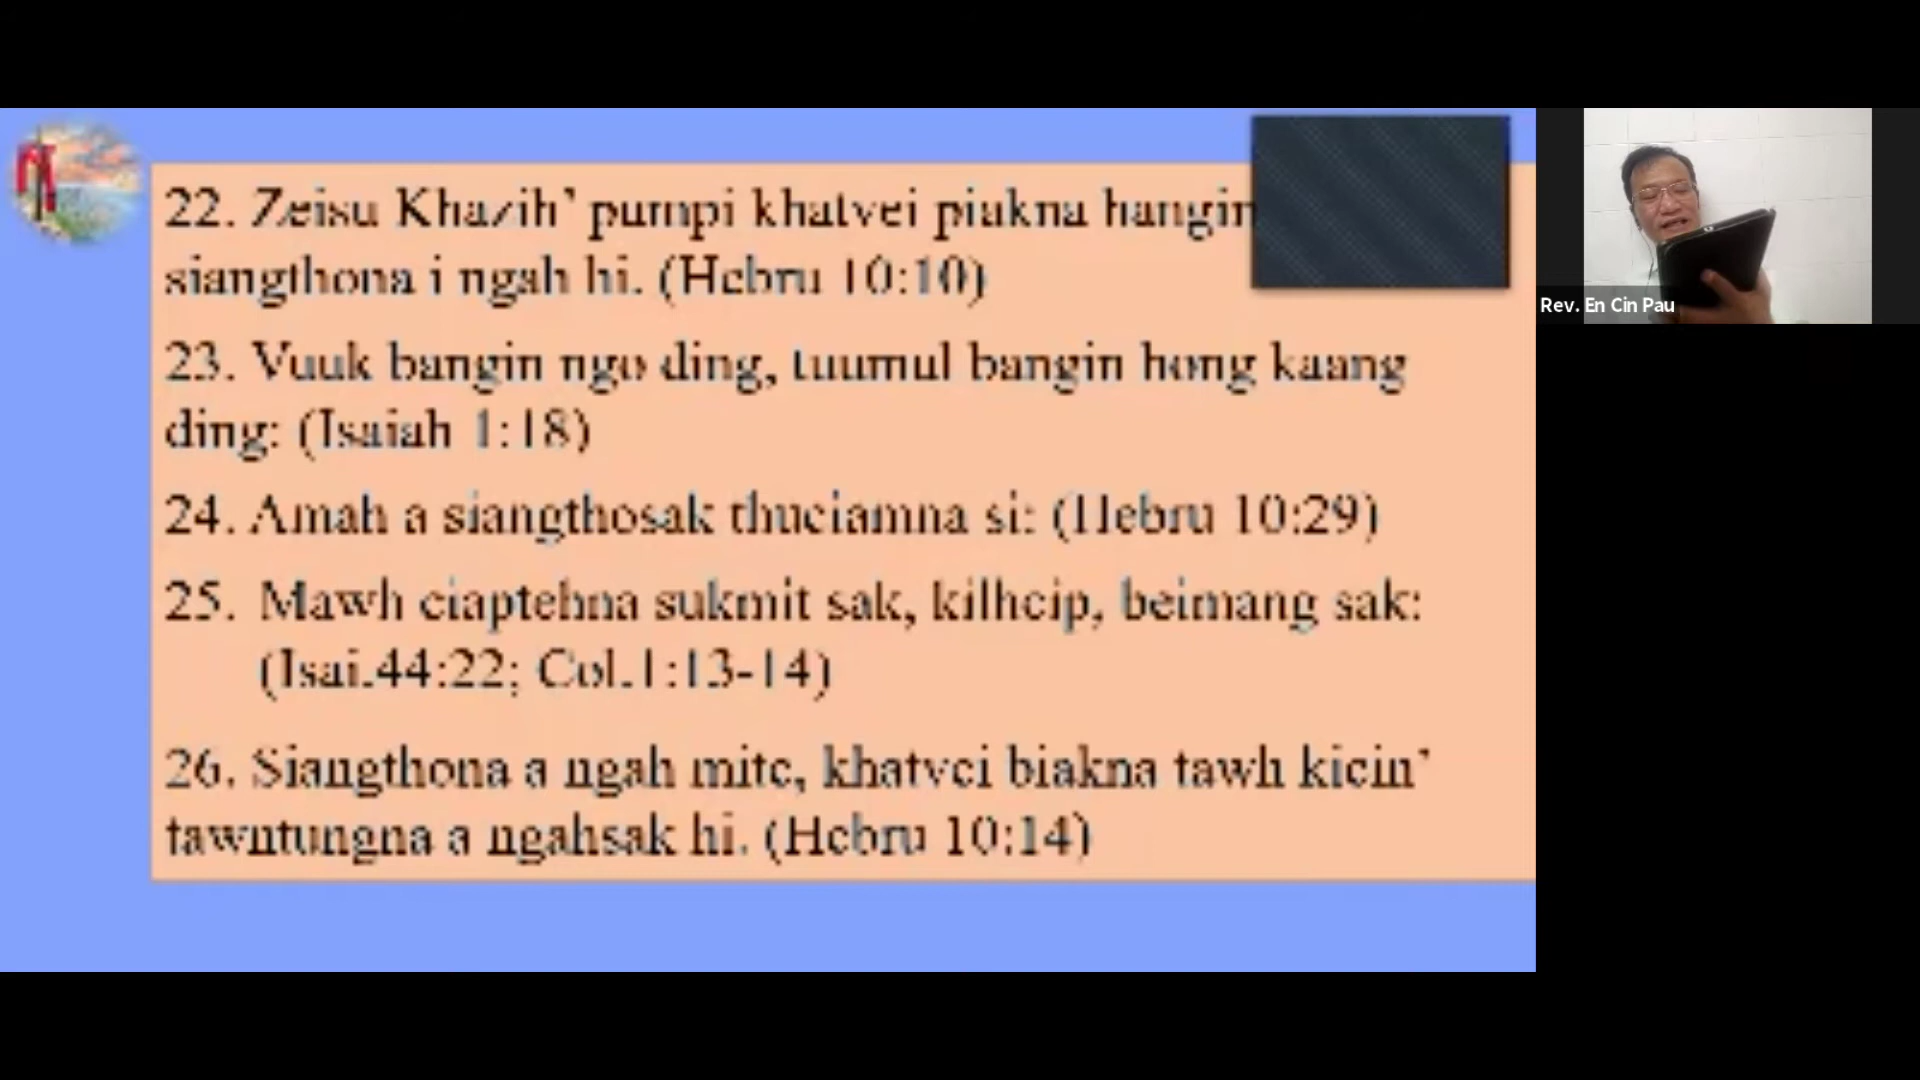 22. Zeisu Khazih’ pumpi khatvei piakna hangin
siangthona i ngah hi. (Hebru 10:10)
23. Vuuk bangin ngo ding, tuumul bangin hong kaang
ding: (Isaiah 1:18)
24. Amah a siangthosak thuciamna si: (Hebru 10:29)
25. Mawh ciaptehna sukmit sak, kilhcip, beimang sak:
(Isai.44:22; Col.1:13-14)
26. Siangthona a ngah mite, khatvei biakna tawh kicin’
tawntungna a ngahsak hi. (Hebru 10:14)
Rev. En Cin Pau